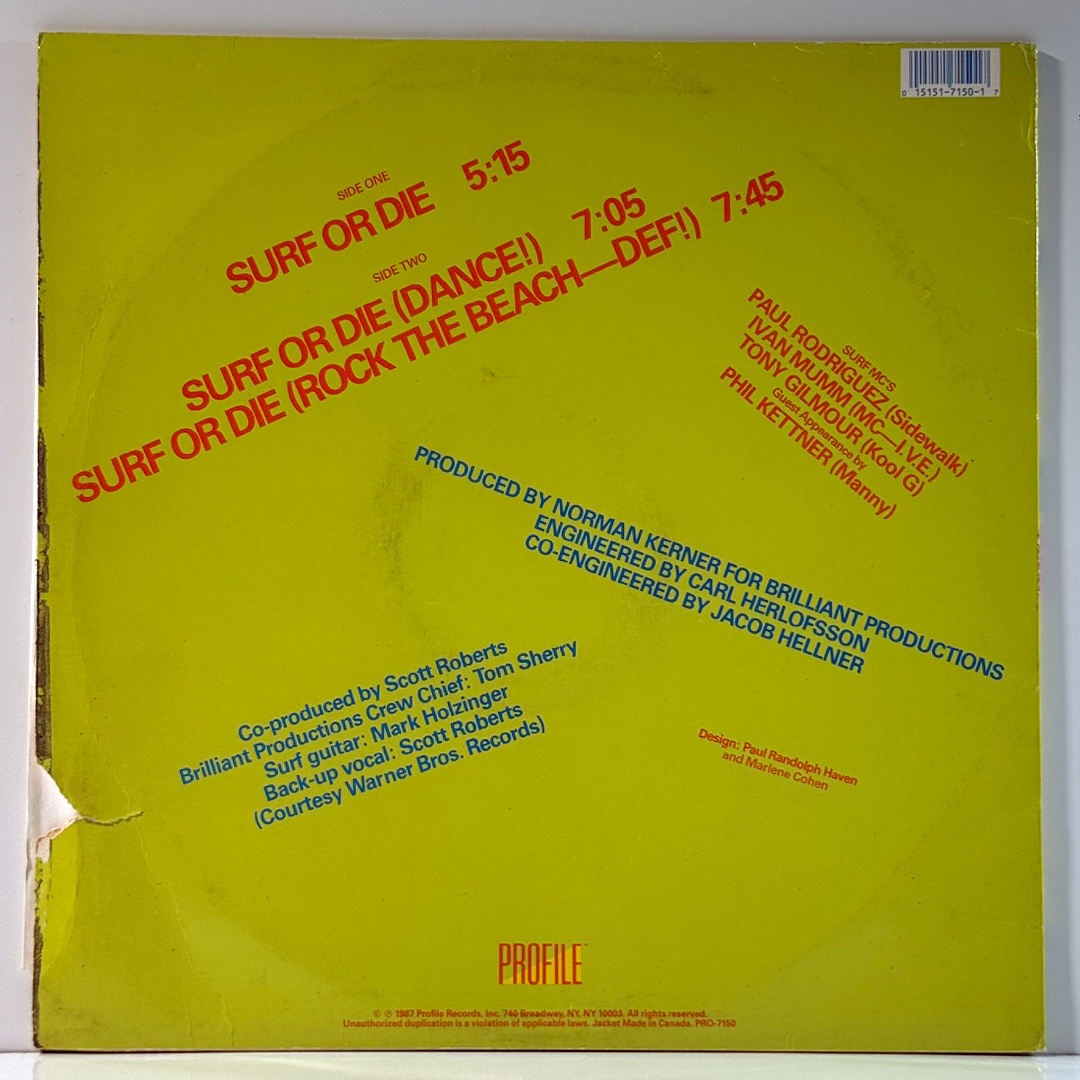 0 15151-7150-1 7
SIDE ONE
SURF OR DIE 5:15
SIDE TWO
SURF OR DIE (DANCE!) 7:05
SURF OR DIE (ROCK THE BEACH—DEF!) 7:45
SURF MC'S
PAUL RODRIGUEZ (Sidewalk)
IVAN MUMM (MC—I.V.E.)
TONY GILMOUR (Kool G)
Guest Appearance by
PHIL KETTNER (Manny)
PRODUCED BY NORMAN KERNER FOR BRILLIANT PRODUCTIONS
ENGINEERED BY CARL HERLOFSSON
CO-ENGINEERED BY JACOB HELLNER
Co-produced by Scott Roberts
Brilliant Productions Crew Chief: Tom Sherry
Surf guitar: Mark Holzinger
Back-up vocal: Scott Roberts
(Courtesy Warner Bros. Records)
Design: Paul Randolph Haven
and Marlene Cohen
PROFILE™
© ℗ 1987 Profile Records, Inc. 740 Broadway, NY, NY 10003. All rights reserved.
Unauthorized duplication is a violation of applicable laws. Jacket Made in Canada. PRO-7150